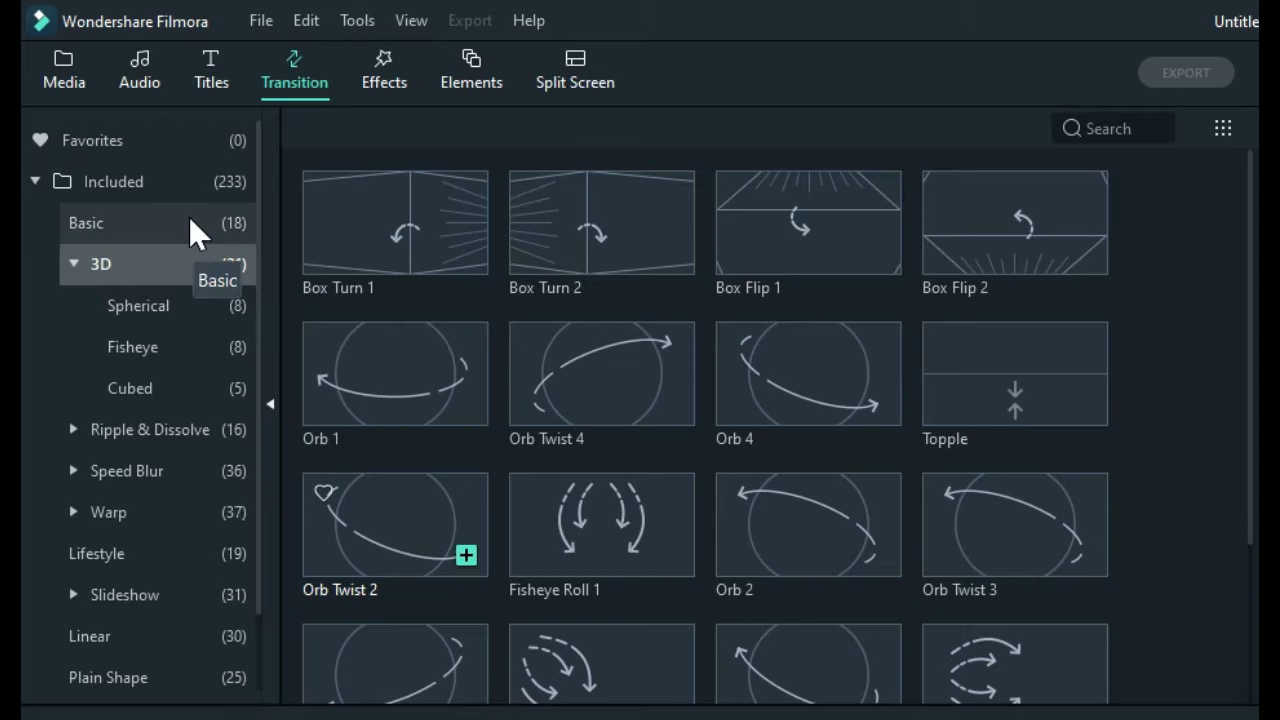 Wondershare Filmora File Edit Tools View Export Help Untitle
Media Audio Titles Transition Effects Elements Split Screen EXPORT
Favorites (0)
Search
Included (233)
Basic (18)
3D
Basic
Spherical (8)
Fisheye (8)
Cubed (5)
Ripple & Dissolve (16)
Speed Blur (36)
Warp (37)
Lifestyle (19)
Slideshow (31)
Linear (30)
Plain Shape (25)
Box Turn 1 Box Turn 2 Box Flip 1 Box Flip 2
Orb 1 Orb Twist 4 Orb 4 Topple
Orb Twist 2 Fisheye Roll 1 Orb 2 Orb Twist 3